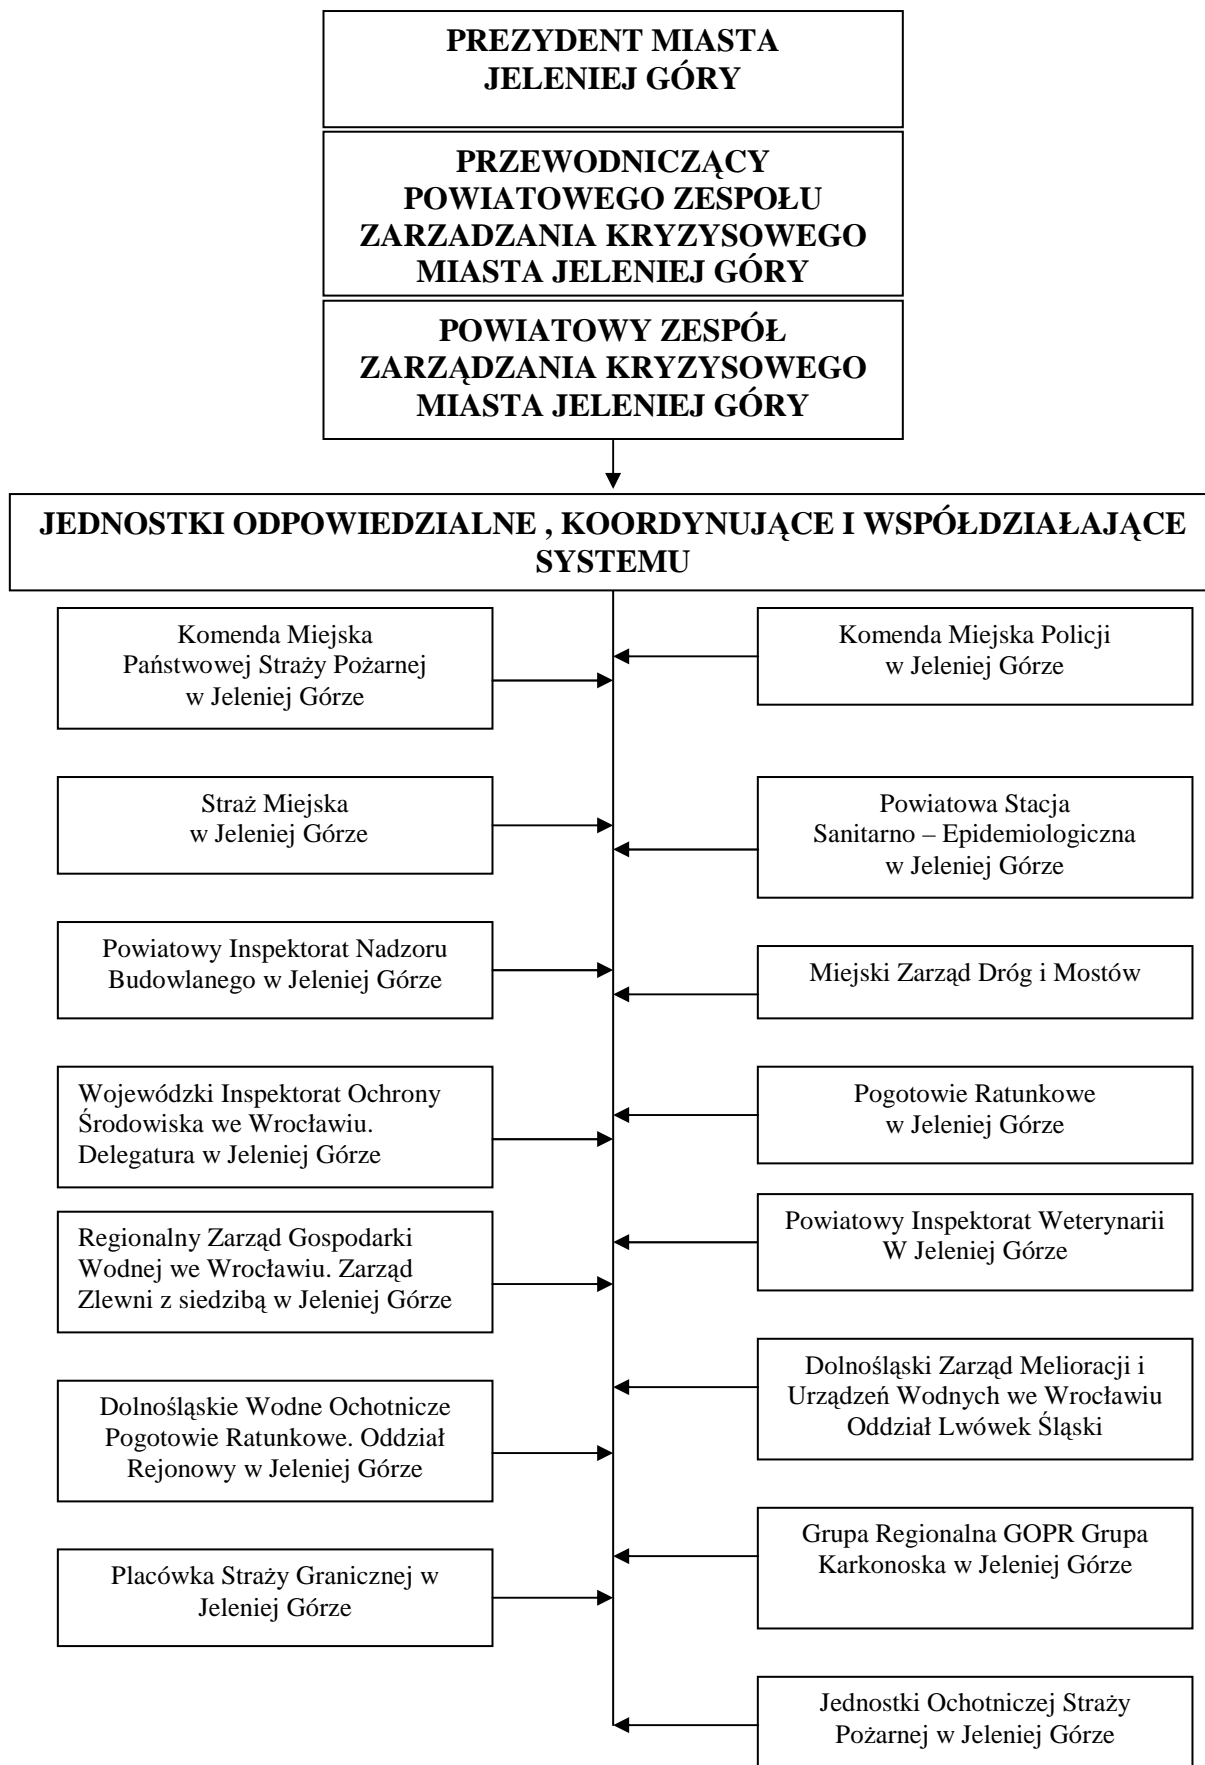 PREZYDENT MIASTA
JELENIEJ GÓRY
PRZEWODNICZĄCY
POWIATOWEGO ZESPOŁU
ZARZADZANIA KRYZYSOWEGO
MIASTA JELENIEJ GÓRY
POWIATOWY ZESPÓŁ
ZARZĄDZANIA KRYZYSOWEGO
MIASTA JELENIEJ GÓRY
JEDNOSTKI ODPOWIEDZIALNE , KOORDYNUJĄCE I WSPÓŁDZIAŁAJĄCE
SYSTEMU
Komenda Miejska
Państwowej Straży Pożarnej
w Jeleniej Górze
Komenda Miejska Policji
w Jeleniej Górze
Straż Miejska
w Jeleniej Górze
Powiatowa Stacja
Sanitarno – Epidemiologiczna
w Jeleniej Górze
Powiatowy Inspektorat Nadzoru
Budowlanego w Jeleniej Górze
Miejski Zarząd Dróg i Mostów
Wojewódzki Inspektorat Ochrony
Środowiska we Wrocławiu.
Delegatura w Jeleniej Górze
Pogotowie Ratunkowe
w Jeleniej Górze
Regionalny Zarząd Gospodarki
Wodnej we Wrocławiu. Zarząd
Zlewni z siedzibą w Jeleniej Górze
Powiatowy Inspektorat Weterynarii
W Jeleniej Górze
Dolnośląskie Wodne Ochotnicze
Pogotowie Ratunkowe. Oddział
Rejonowy w Jeleniej Górze
Dolnośląski Zarząd Melioracji i
Urządzeń Wodnych we Wrocławiu
Oddział Lwówek Śląski
Placówka Straży Granicznej w
Jeleniej Górze
Grupa Regionalna GOPR Grupa
Karkonoska w Jeleniej Górze
Jednostki Ochotniczej Straży
Pożarnej w Jeleniej Górze